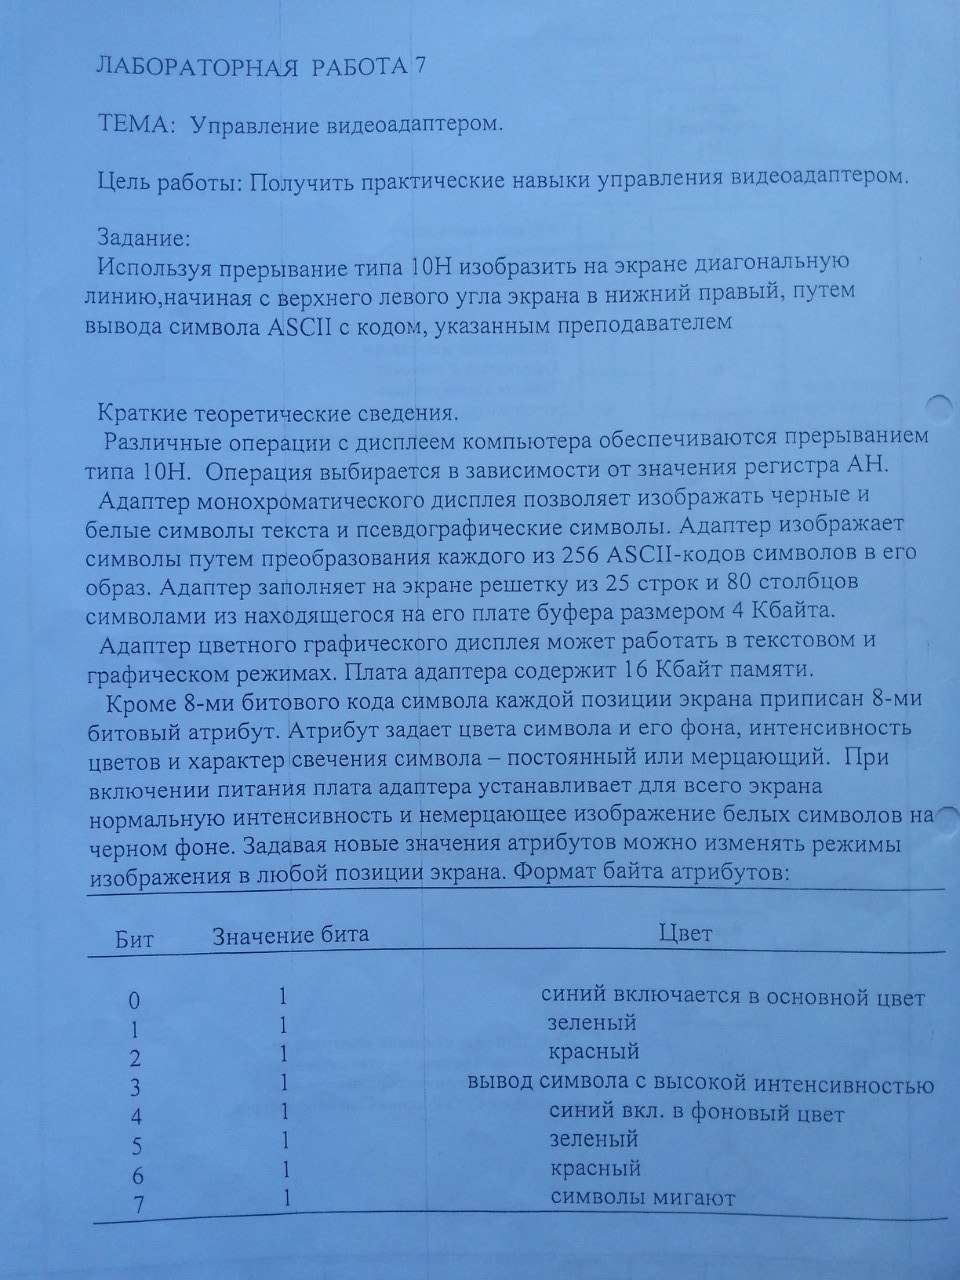 ЛАБОРАТОРНАЯ РАБОТА 7
ТЕМА: Управление видеоадаптером.
Цель работы: Получить практические навыки управления видеоадаптером.
Задание:
Используя прерывание типа 10Н изобразить на экране диагональную
линию,начиная с верхнего левого угла экрана в нижний правый, путем
вывода символа ASCII с кодом, указанным преподавателем
Краткие теоретические сведения.
Различные операции с дисплеем компьютера обеспечиваются прерыванием
типа 10Н. Операция выбирается в зависимости от значения регистра АН.
Адаптер монохроматического дисплея позволяет изображать черные и
белые символы текста и псевдографические символы. Адаптер изображает
символы путем преобразования каждого из 256 ASCII-кодов символов в его
образ. Адаптер заполняет на экране решетку из 25 строк и 80 столбцов
символами из находящегося на его плате буфера размером 4 Кбайта.
Адаптер цветного графического дисплея может работать в текстовом и
графическом режимах. Плата адаптера содержит 16 Кбайт памяти.
Кроме 8-ми битового кода символа каждой позиции экрана приписан 8-ми
битовый атрибут. Атрибут задает цвета символа и его фона, интенсивность
цветов и характер свечения символа – постоянный или мерцающий. При
включении питания плата адаптера устанавливает для всего экрана
нормальную интенсивность и немерцающее изображение белых символов на
черном фоне. Задавая новые значения атрибутов можно изменять режимы
изображения в любой позиции экрана. Формат байта атрибутов:
Бит Значение бита Цвет
0 1 синий включается в основной цвет
1 1 зеленый
2 1 красный
3 1 вывод символа с высокой интенсивностью
4 1 синий вкл. в фоновый цвет
5 1 зеленый
6 1 красный
7 1 символы мигают